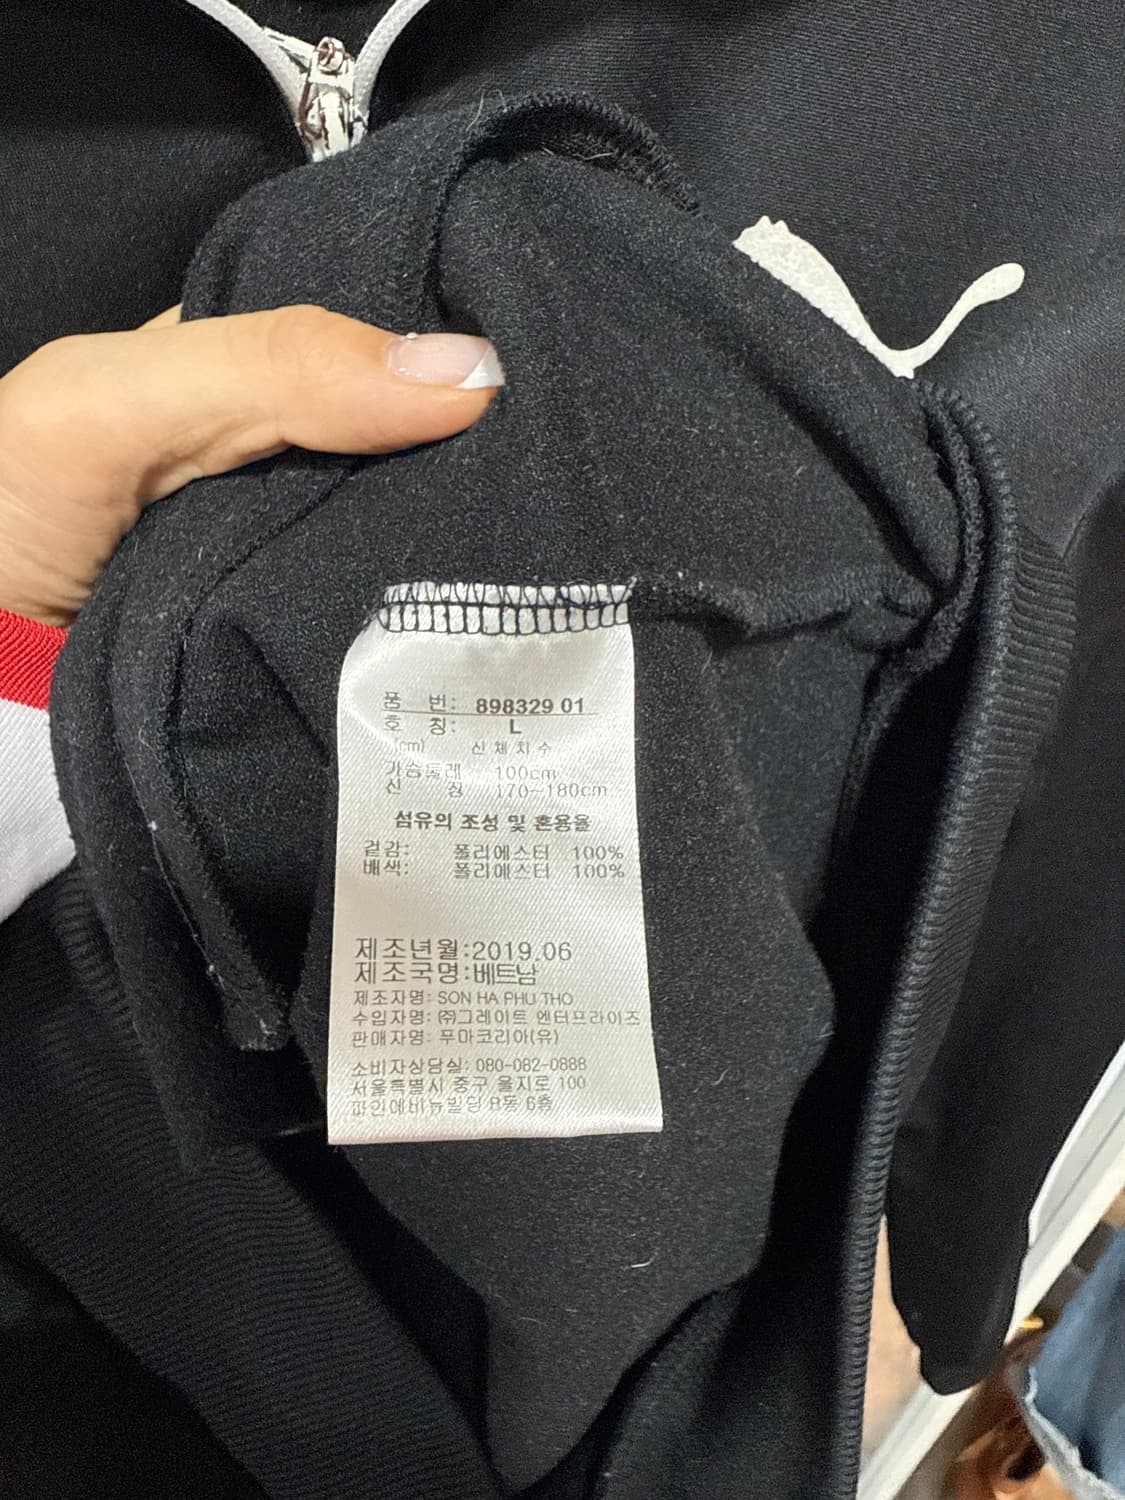 품 번: 898329 01
호 칭: L
(cm) 신체치수
가슴둘레 100cm
신 장 170~180cm
섬유의 조성 및 혼용율
겉감: 폴리에스터 100%
배색: 폴리에스터 100%
제조년월:2019.06
제조국명:베트남
제조자명: SON HA PHU THO
수입자명: ㈜그레이트 엔터프라이즈
판매자명: 푸마코리아(유)
소비자상담실: 080-082-0888
서울특별시 중구 을지로 100
파인에비뉴빌딩 B동 6층